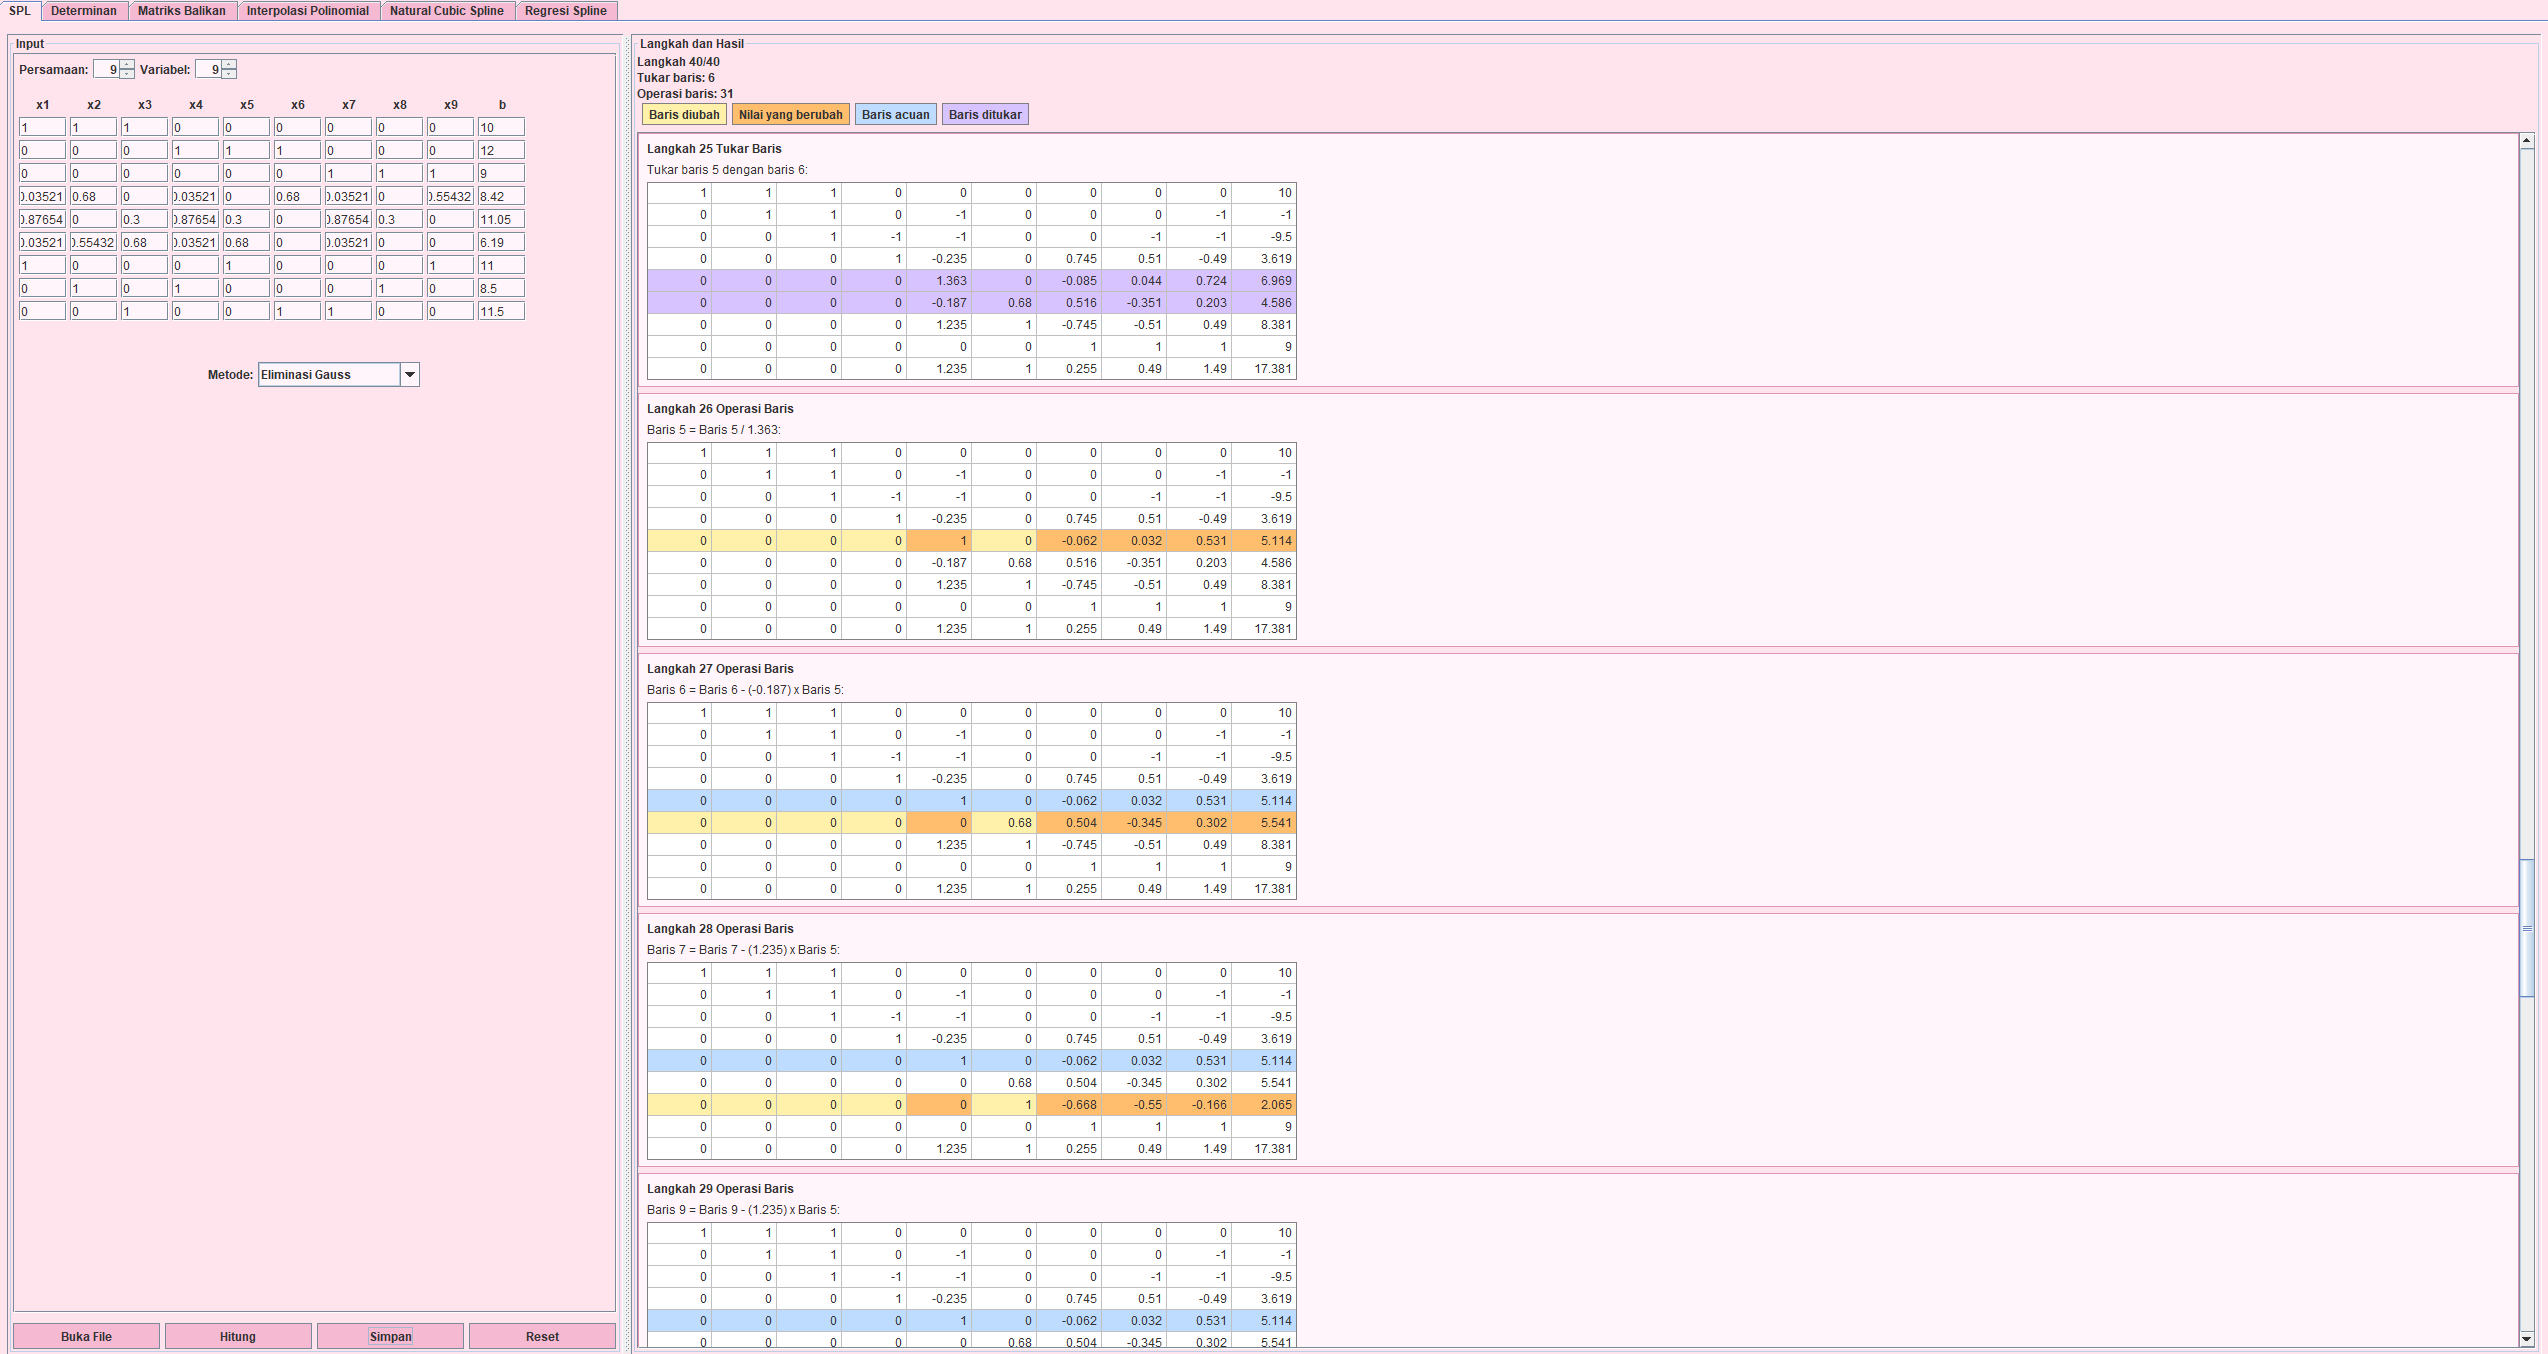 SPL Determinan Matriks Balikan Interpolasi Polinomial Natural Cubic Spline Regresi Spline
Input
Persamaan: 9 Variabel: 9
x1 x2 x3 x4 x5 x6 x7 x8 x9 b
1 1 1 0 0 0 0 0 0 10
0 0 0 1 1 1 0 0 0 12
0 0 0 0 0 0 1 1 1 9
0.03521 0.68 0 0.03521 0 0.68 0.03521 0 0.55432 8.42
0.87654 0 0.3 0.87654 0.3 0 0.87654 0.3 0 11.05
0.03521 0.55432 0.68 0.03521 0.68 0 0.03521 0 0 6.19
1 0 0 0 1 0 0 0 1 11
0 1 0 1 0 0 0 1 0 8.5
0 0 1 0 0 1 1 0 0 11.5
Metode: Eliminasi Gauss
Buka File Hitung Simpan Reset
Langkah dan Hasil
Langkah 40/40
Tukar baris: 6
Operasi baris: 31
Baris diubah Nilai yang berubah Baris acuan Baris ditukar
Langkah 25 Tukar Baris
Tukar baris 5 dengan baris 6:
1 1 1 0 0 0 0 0 0 10
0 1 1 0 -1 0 0 0 -1 -1
0 0 1 -1 -1 0 0 -1 -1 -9.5
0 0 0 1 -0.235 0 0.745 0.51 -0.49 3.619
0 0 0 0 1.363 0 -0.085 0.044 0.724 6.969
0 0 0 0 -0.187 0.68 0.516 -0.351 0.203 4.586
0 0 0 0 1.235 1 -0.745 -0.51 0.49 8.381
0 0 0 0 0 0 1 1 1 9
0 0 0 0 1.235 1 0.255 0.49 1.49 17.381
Langkah 26 Operasi Baris
Baris 5 = Baris 5 / 1.363:
1 1 1 0 0 0 0 0 0 10
0 1 1 0 -1 0 0 0 -1 -1
0 0 1 -1 -1 0 0 -1 -1 -9.5
0 0 0 1 -0.235 0 0.745 0.51 -0.49 3.619
0 0 0 0 1 0 -0.062 0.032 0.531 5.114
0 0 0 0 -0.187 0.68 0.516 -0.351 0.203 4.586
0 0 0 0 1.235 1 -0.745 -0.51 0.49 8.381
0 0 0 0 0 0 1 1 1 9
0 0 0 0 1.235 1 0.255 0.49 1.49 17.381
Langkah 27 Operasi Baris
Baris 6 = Baris 6 - (-0.187) x Baris 5:
1 1 1 0 0 0 0 0 0 10
0 1 1 0 -1 0 0 0 -1 -1
0 0 1 -1 -1 0 0 -1 -1 -9.5
0 0 0 1 -0.235 0 0.745 0.51 -0.49 3.619
0 0 0 0 1 0 -0.062 0.032 0.531 5.114
0 0 0 0 0 0.68 0.504 -0.345 0.302 5.541
0 0 0 0 1.235 1 -0.745 -0.51 0.49 8.381
0 0 0 0 0 0 1 1 1 9
0 0 0 0 1.235 1 0.255 0.49 1.49 17.381
Langkah 28 Operasi Baris
Baris 7 = Baris 7 - (1.235) x Baris 5:
1 1 1 0 0 0 0 0 0 10
0 1 1 0 -1 0 0 0 -1 -1
0 0 1 -1 -1 0 0 -1 -1 -9.5
0 0 0 1 -0.235 0 0.745 0.51 -0.49 3.619
0 0 0 0 1 0 -0.062 0.032 0.531 5.114
0 0 0 0 0 0.68 0.504 -0.345 0.302 5.541
0 0 0 0 0 1 -0.668 -0.55 -0.166 2.065
0 0 0 0 0 0 1 1 1 9
0 0 0 0 1.235 1 0.255 0.49 1.49 17.381
Langkah 29 Operasi Baris
Baris 9 = Baris 9 - (1.235) x Baris 5:
1 1 1 0 0 0 0 0 0 10
0 1 1 0 -1 0 0 0 -1 -1
0 0 1 -1 -1 0 0 -1 -1 -9.5
0 0 0 1 -0.235 0 0.745 0.51 -0.49 3.619
0 0 0 0 1 0 -0.062 0.032 0.531 5.114
0 0 0 0 0 0.68 0.504 -0.345 0.302 5.541